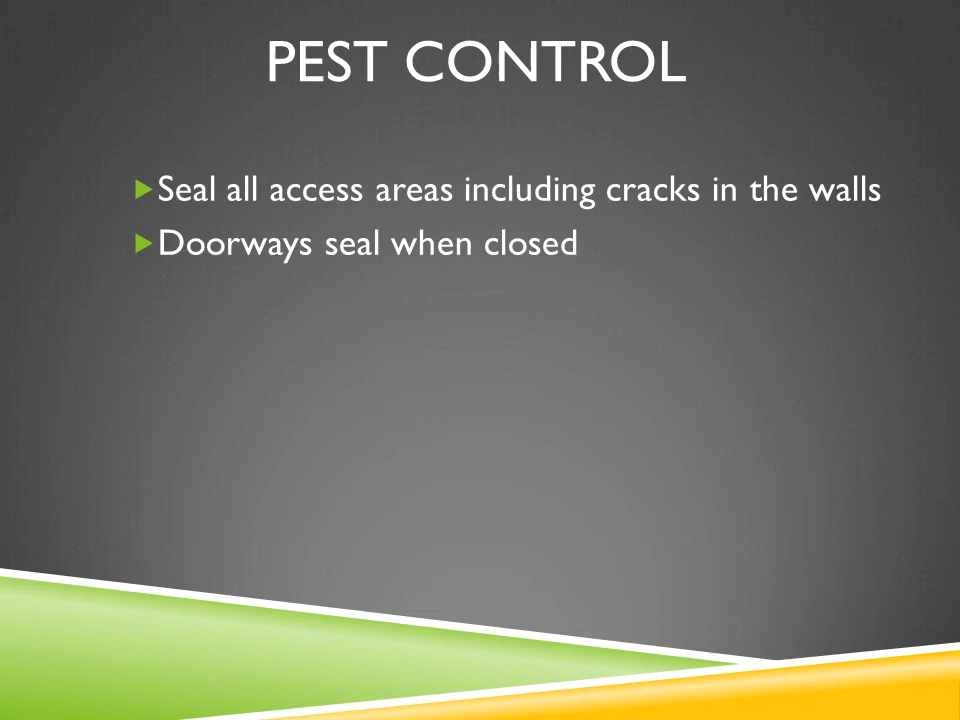 PEST CONTROL
Seal all access areas including cracks in the walls
Doorways seal when closed